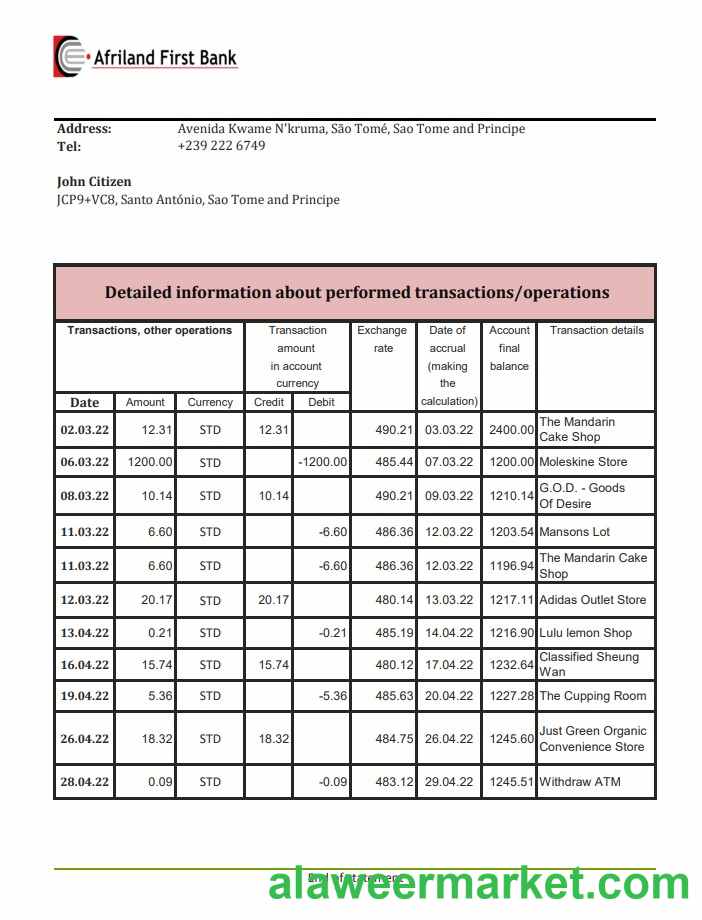 Afriland First Bank
Address: Avenida Kwame N'kruma, São Tomé, Sao Tome and Principe
Tel: +239 222 6749
John Citizen
JCP9+VC8, Santo António, Sao Tome and Principe
Detailed information about performed transactions/operations
Transactions, other operations Transaction amount in account currency Exchange rate Date of accrual (making the calculation) Account final balance Transaction details
Date Amount Currency Credit Debit
02.03.22 12.31 STD 12.31 490.21 03.03.22 2400.00 The Mandarin Cake Shop
06.03.22 1200.00 STD -1200.00 485.44 07.03.22 1200.00 Moleskine Store
08.03.22 10.14 STD 10.14 490.21 09.03.22 1210.14 G.O.D. - Goods Of Desire
11.03.22 6.60 STD -6.60 486.36 12.03.22 1203.54 Mansons Lot
11.03.22 6.60 STD -6.60 486.36 12.03.22 1196.94 The Mandarin Cake Shop
12.03.22 20.17 STD 20.17 480.14 13.03.22 1217.11 Adidas Outlet Store
13.04.22 0.21 STD -0.21 485.19 14.04.22 1216.90 Lulu lemon Shop
16.04.22 15.74 STD 15.74 480.12 17.04.22 1232.64 Classified Sheung Wan
19.04.22 5.36 STD -5.36 485.63 20.04.22 1227.28 The Cupping Room
26.04.22 18.32 STD 18.32 484.75 26.04.22 1245.60 Just Green Organic Convenience Store
28.04.22 0.09 STD -0.09 483.12 29.04.22 1245.51 Withdraw ATM
End of statement
alaweermarket.com